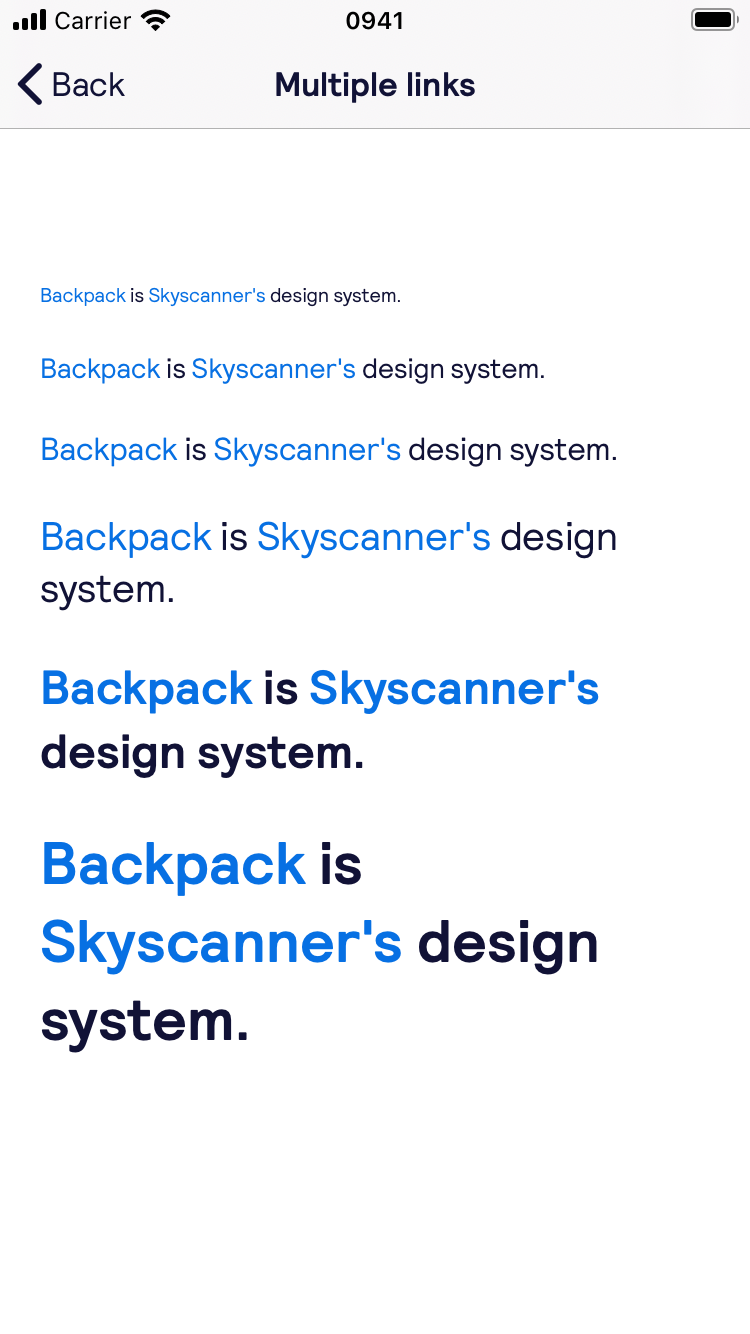 Carrier 0941
Back Multiple links
Backpack is Skyscanner's design system.
Backpack is Skyscanner's design system.
Backpack is Skyscanner's design system.
Backpack is Skyscanner's design
system.
Backpack is Skyscanner's
design system.
Backpack is
Skyscanner's design
system.